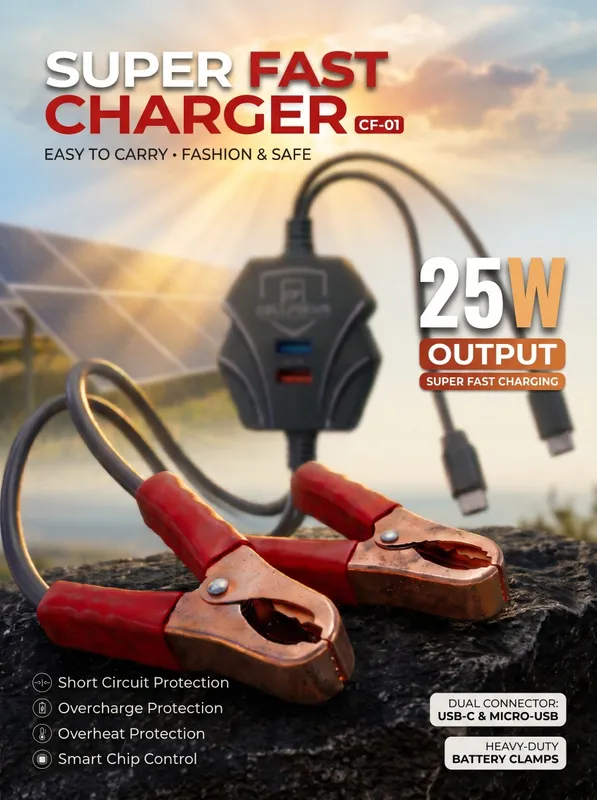 SUPER FAST
CHARGER CF-01
EASY TO CARRY • FASHION & SAFE
25W
OUTPUT
SUPER FAST CHARGING
Short Circuit Protection
Overcharge Protection
Overheat Protection
Smart Chip Control
DUAL CONNECTOR:
USB-C & MICRO-USB
HEAVY-DUTY
BATTERY CLAMPS